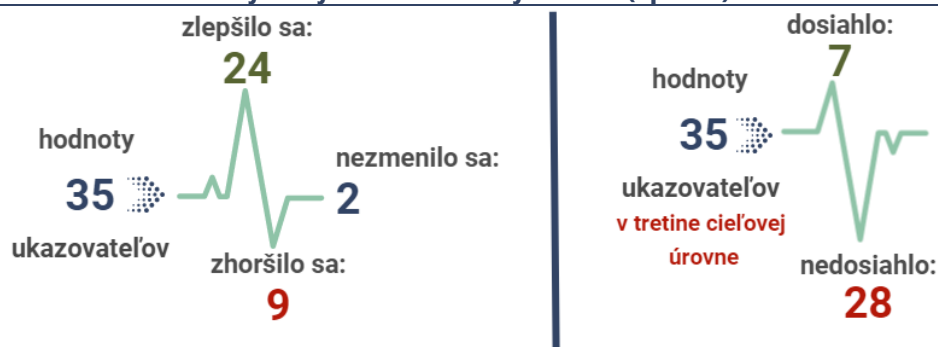 zlepšilo sa:
24
hodnoty
35
ukazovateľov
nezmenilo sa:
2
zhoršilo sa:
9
dosiahlo:
7
hodnoty
35
ukazovateľov
v tretine cieľovej
úrovne
nedosiahlo:
28